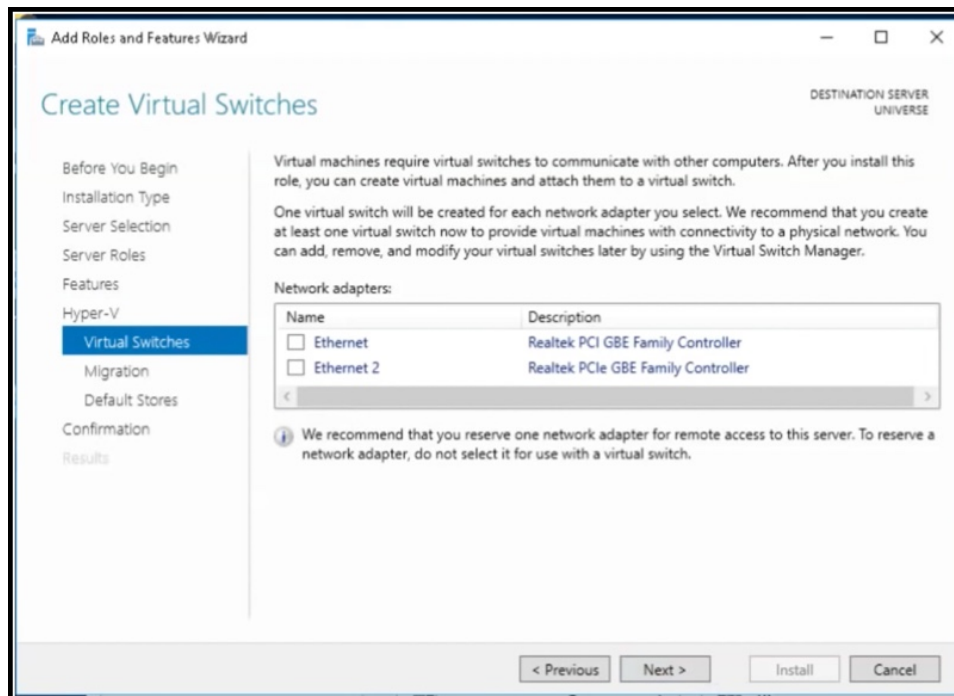 Add Roles and Features Wizard
Create Virtual Switches
DESTINATION SERVER
UNIVERSE
Before You Begin
Installation Type
Server Selection
Server Roles
Features
Hyper-V
Virtual Switches
Migration
Default Stores
Confirmation
Results
Virtual machines require virtual switches to communicate with other computers. After you install this
role, you can create virtual machines and attach them to a virtual switch.
One virtual switch will be created for each network adapter you select. We recommend that you create
at least one virtual switch now to provide virtual machines with connectivity to a physical network. You
can add, remove, and modify your virtual switches later by using the Virtual Switch Manager.
Network adapters:
Name Description
Ethernet Realtek PCI GBE Family Controller
Ethernet 2 Realtek PCIe GBE Family Controller
We recommend that you reserve one network adapter for remote access to this server. To reserve a
network adapter, do not select it for use with a virtual switch.
< Previous Next > Install Cancel